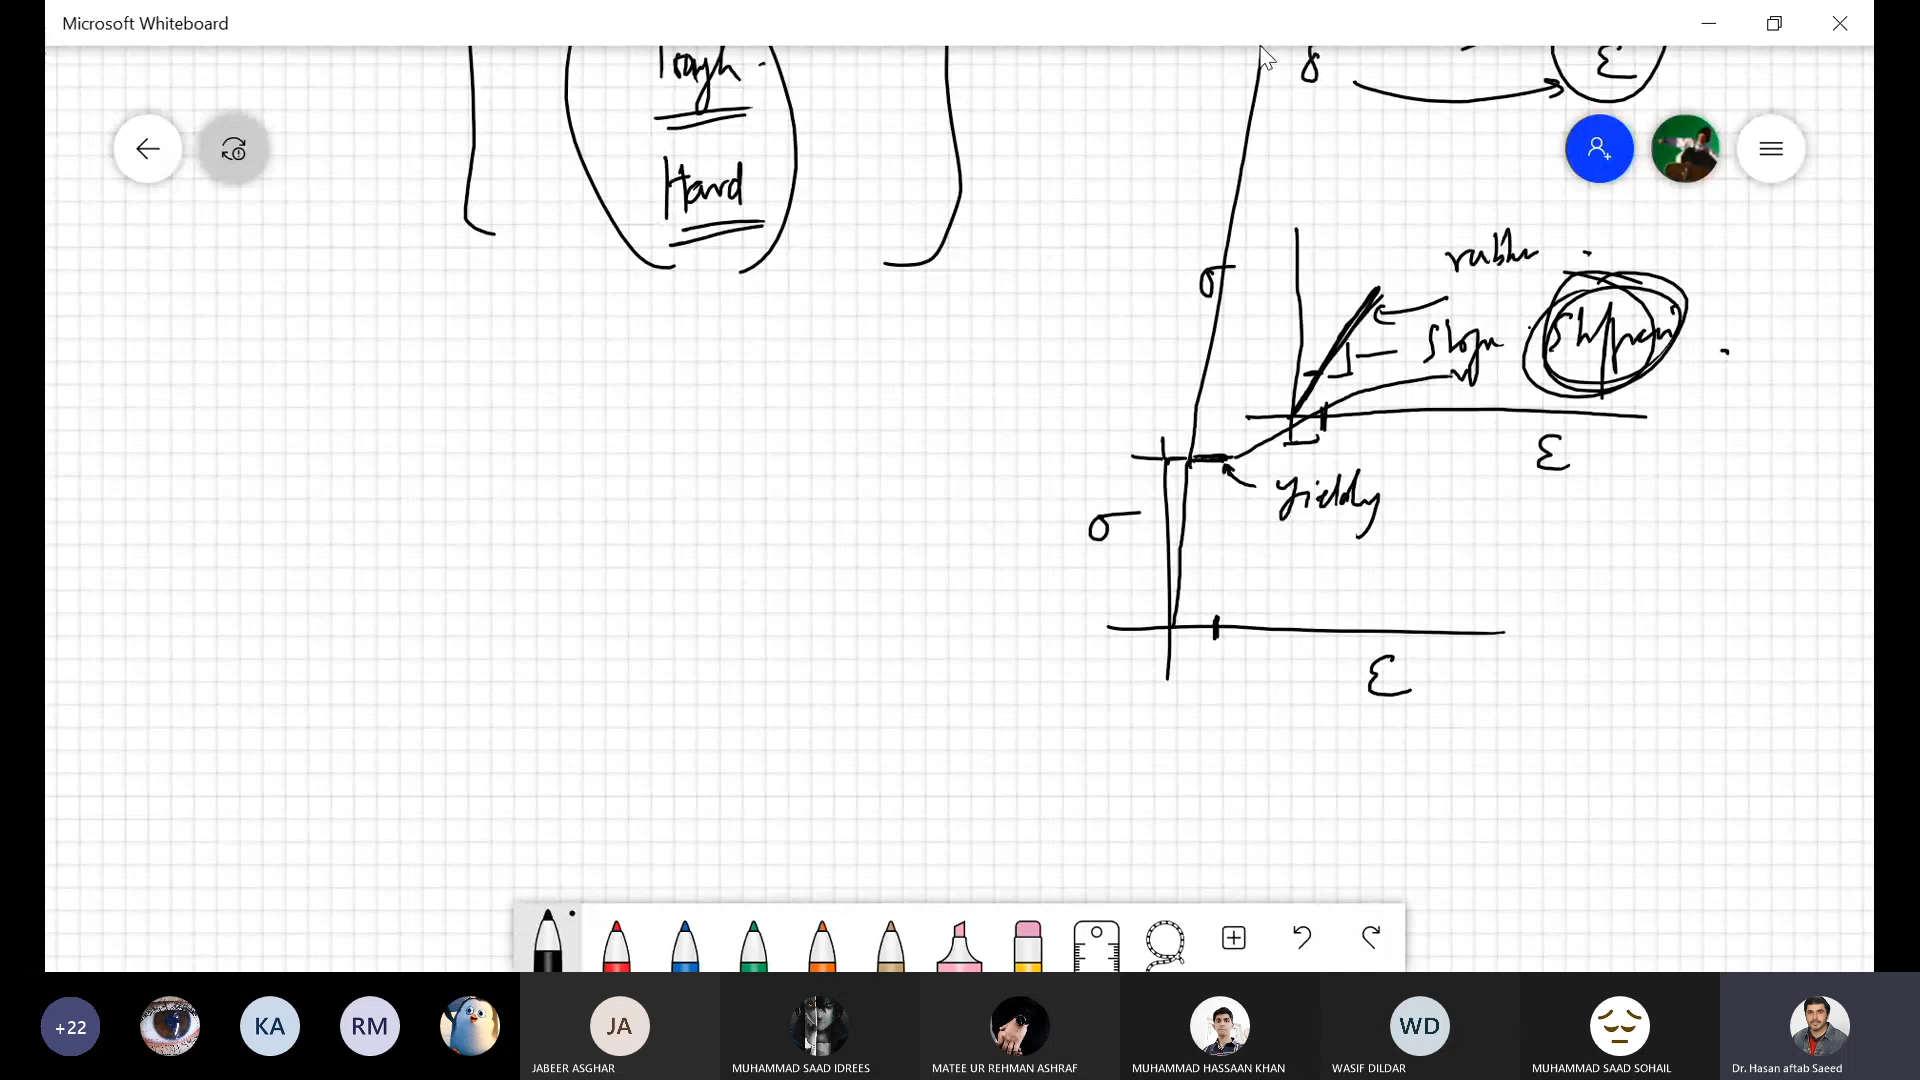 Microsoft Whiteboard
Tough
ε
Hard
σ
rubber
Slope
ε
Yielding
σ
ε
+22
KA
RM
JA
WD
JABEER ASGHAR
MUHAMMAD SAAD IDREES
MATEE UR REHMAN ASHRAF
MUHAMMAD HASSAAN KHAN
WASIF DILDAR
MUHAMMAD SAAD SOHAIL
Dr. Hasan aftab Saeed